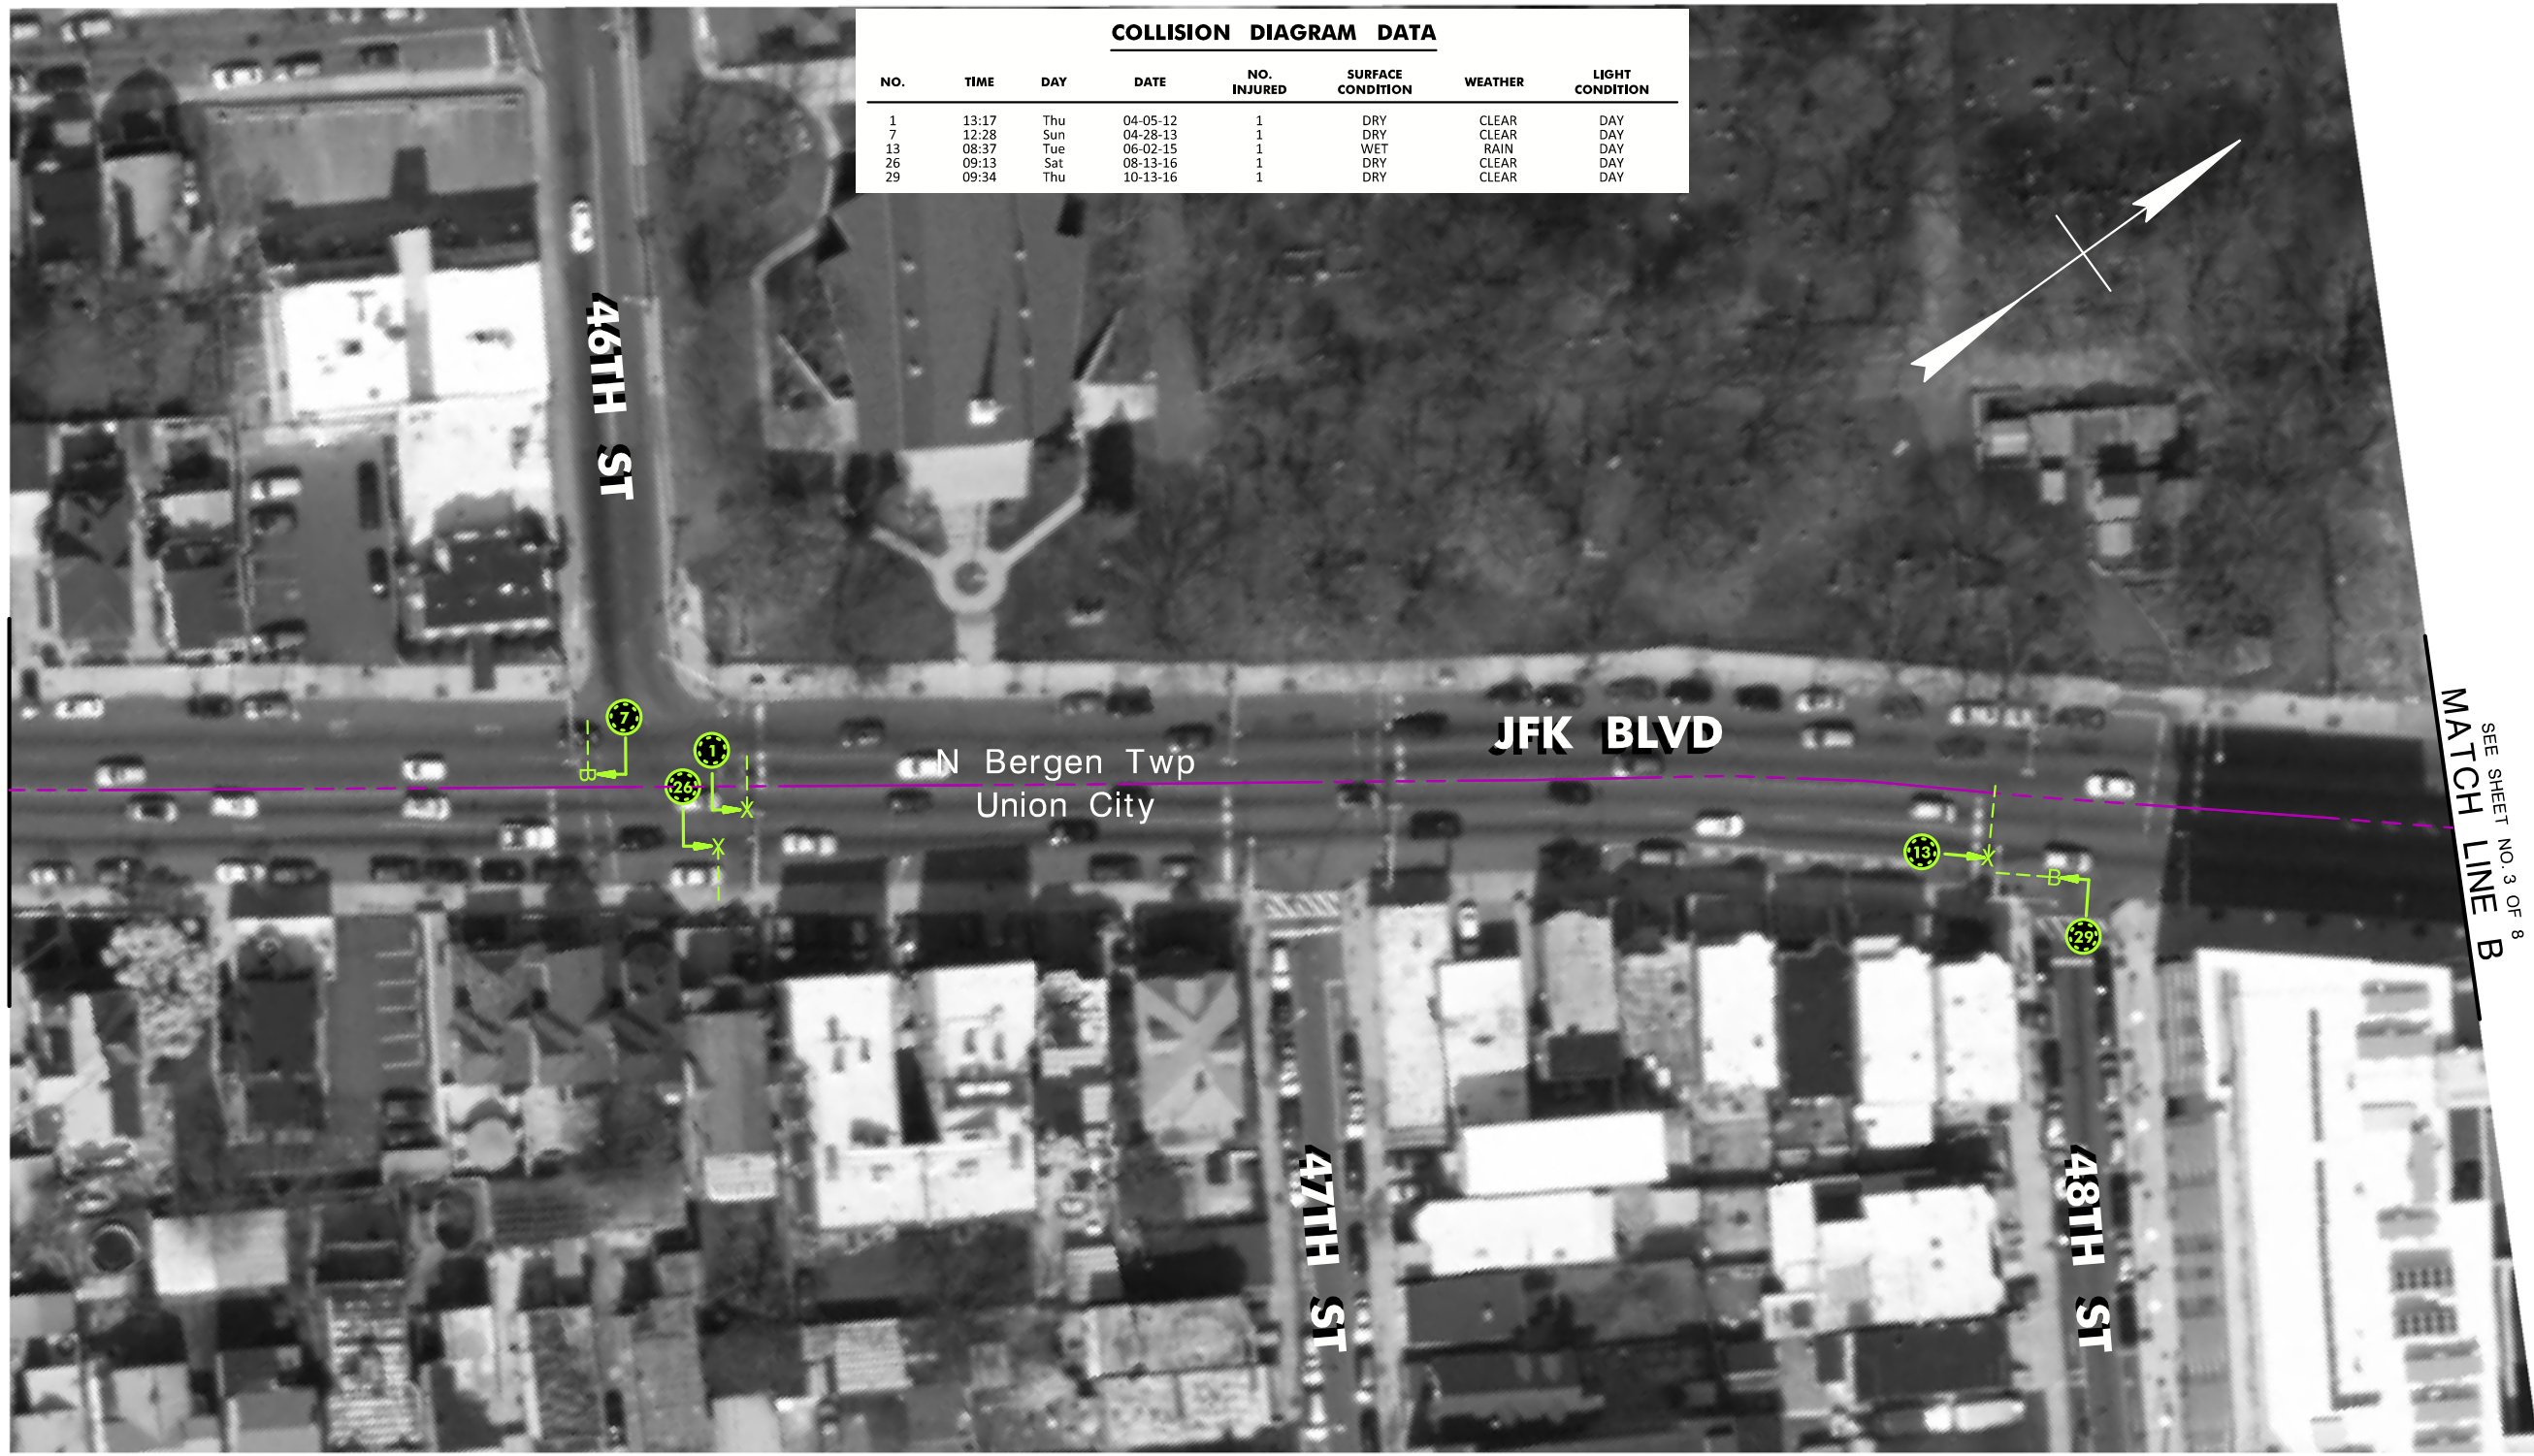 COLLISION DIAGRAM DATA
NO. TIME DAY DATE NO. INJURED SURFACE CONDITION WEATHER LIGHT CONDITION
1 13:17 Thu 04-05-12 1 DRY CLEAR DAY
7 12:28 Sun 04-28-13 1 DRY CLEAR DAY
13 08:37 Tue 06-02-15 1 WET RAIN DAY
26 09:13 Sat 08-13-16 1 DRY CLEAR DAY
29 09:34 Thu 10-13-16 1 DRY CLEAR DAY
46TH ST
7
B
1
X
26
X
N Bergen Twp
Union City
JFK BLVD
13
X
B
29
SEE SHEET NO. 3 OF 8
MATCH LINE B
47TH ST
48TH ST